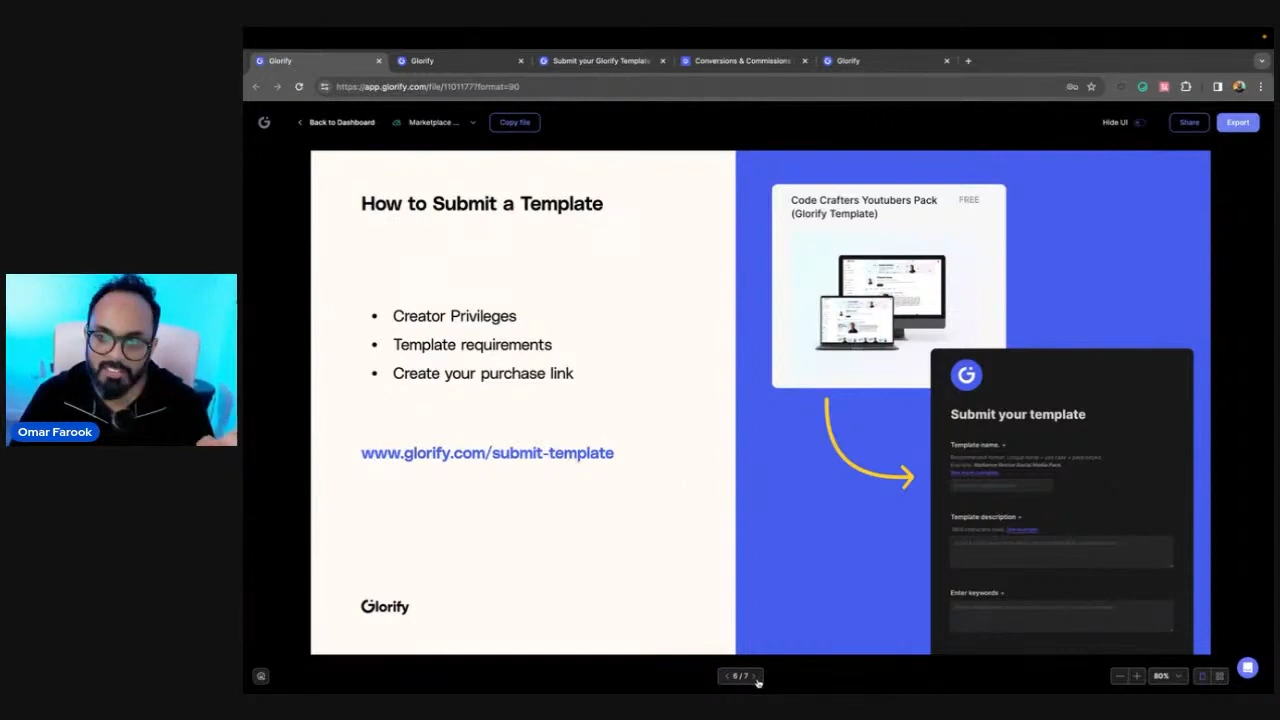 Glorify
Glorify
Submit your Glorify Template
Conversions & Commissions
Glorify
https://app.glorify.com/file/1101177?format=90
Back to Dashboard
Marketplace ...
Copy file
Hide UI
Share
Export
How to Submit a Template
• Creator Privileges
• Template requirements
• Create your purchase link
www.glorify.com/submit-template
Glorify
Code Crafters Youtubers Pack
(Glorify Template)
FREE
Submit your template
Template name.
Template description
Enter keywords
Omar Farook
6 / 7
80%